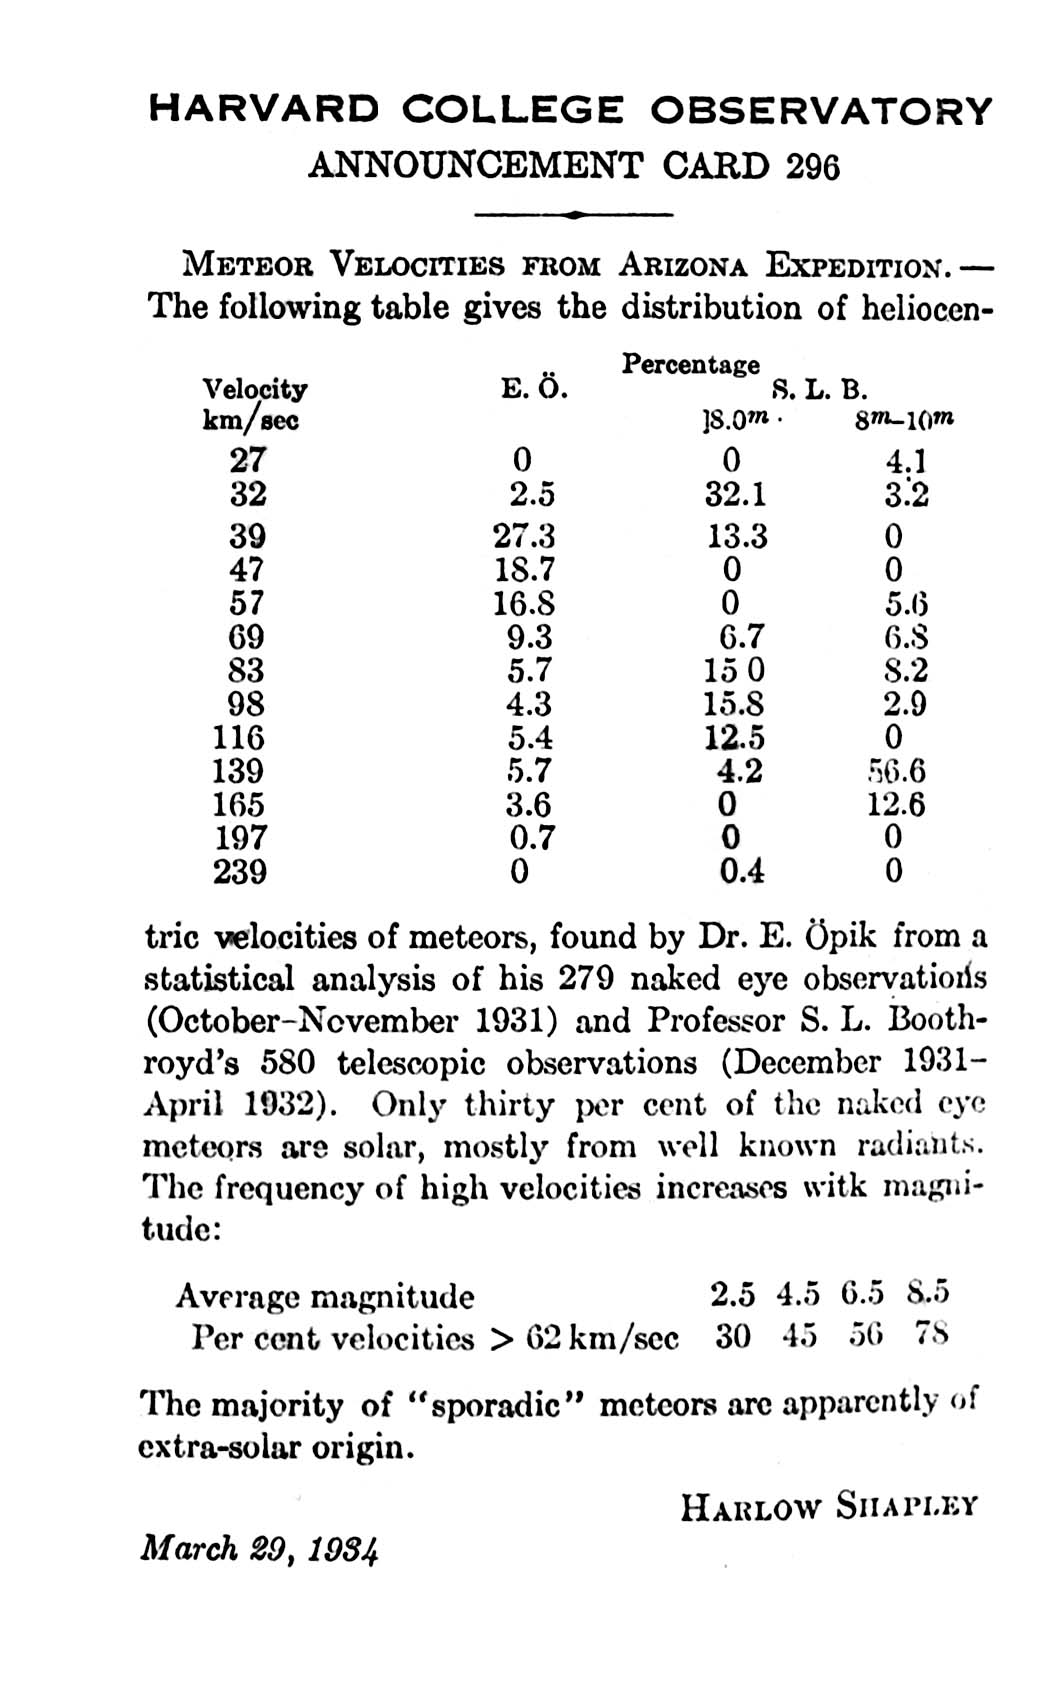 HARVARD COLLEGE OBSERVATORY
ANNOUNCEMENT CARD 296
METEOR VELOCITIES FROM ARIZONA EXPEDITION. —
The following table gives the distribution of heliocen-
Percentage
Velocity E. Ö. S. L. B.
km/sec ]8.0m · 8m–10m
27 0 0 4.1
32 2.5 32.1 3.2
39 27.3 13.3 0
47 18.7 0 0
57 16.8 0 5.6
69 9.3 6.7 6.8
83 5.7 15 0 8.2
98 4.3 15.8 2.9
116 5.4 12.5 0
139 5.7 4.2 56.6
165 3.6 0 12.6
197 0.7 0 0
239 0 0.4 0
tric velocities of meteors, found by Dr. E. Öpik from a
statistical analysis of his 279 naked eye observations
(October–November 1931) and Professor S. L. Booth-
royd's 580 telescopic observations (December 1931–
April 1932). Only thirty per cent of the naked eye
meteors are solar, mostly from well known radiants.
The frequency of high velocities increases witk magni-
tude:
Average magnitude 2.5 4.5 6.5 8.5
Per cent velocities > 62 km/sec 30 45 56 78
The majority of "sporadic" meteors are apparently of
extra-solar origin.
HARLOW SHAPLEY
March 29, 1934